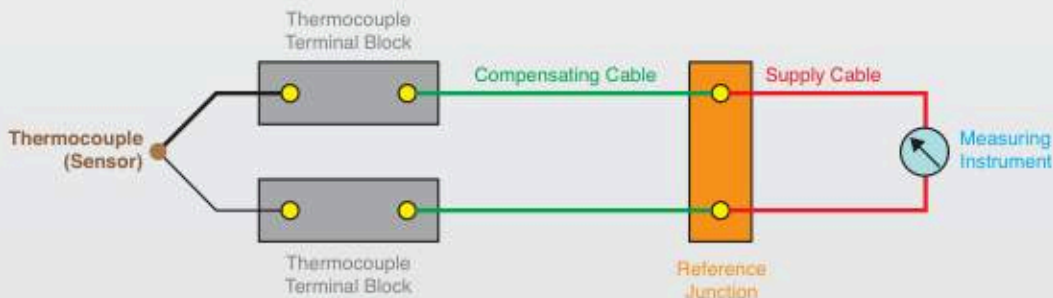 Thermocouple
Terminal Block
Compensating Cable
Supply Cable
Thermocouple
(Sensor)
Measuring
Instrument
Thermocouple
Terminal Block
Reference
Junction